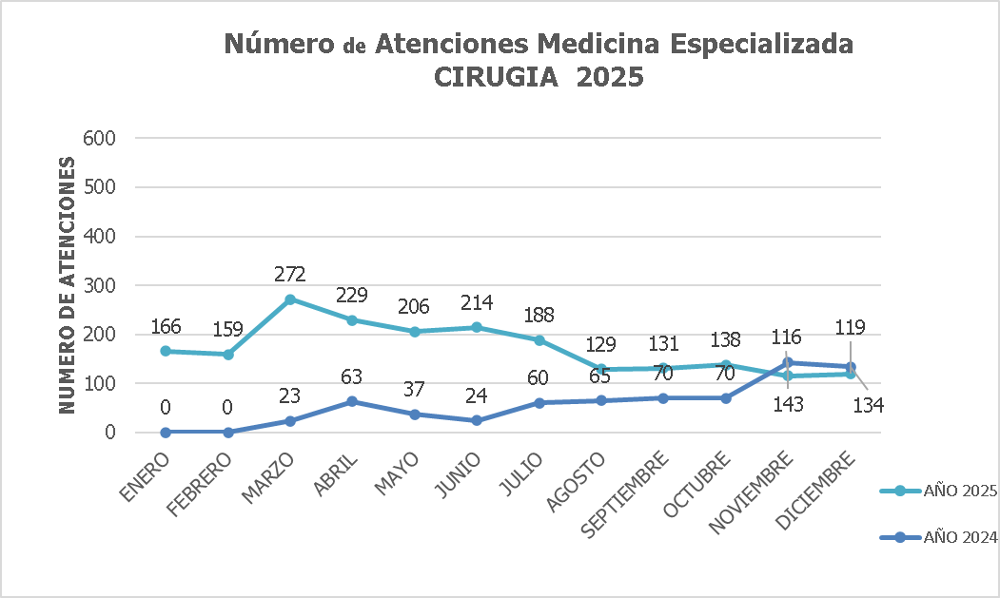 Número de Atenciones Medicina Especializada
CIRUGIA 2025
NUMERO DE ATENCIONES
600
500
400
300
200
100
0
166
159
272
229
206
214
188
129
131
138
116
119
0
0
23
63
37
24
60
65
70
70
143
134
ENERO
FEBRERO
MARZO
ABRIL
MAYO
JUNIO
JULIO
AGOSTO
SEPTIEMBRE
OCTUBRE
NOVIEMBRE
DICIEMBRE
AÑO 2025
AÑO 2024